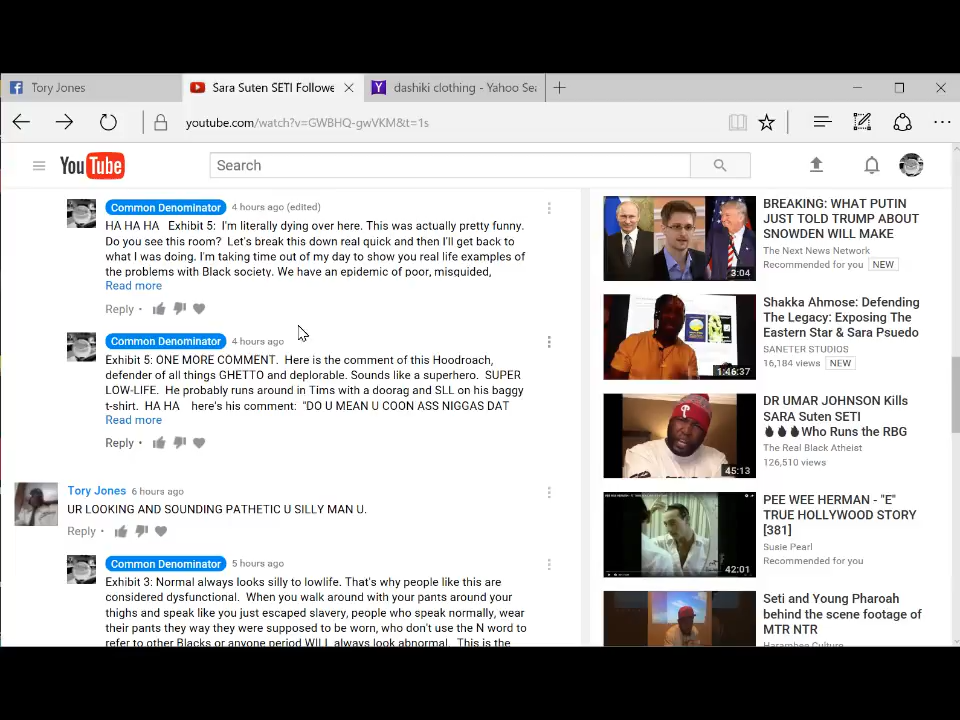 Tory Jones
Sara Suten SETI Followe
dashiki clothing - Yahoo Sea
youtube.com/watch?v=GWBHQ-gwVKM&t=1s
YouTube
Search
Common Denominator 4 hours ago (edited)
HA HA HA Exhibit 5: I'm literally dying over here. This was actually pretty funny.
Do you see this room? Let's break this down real quick and then I'll get back to
what I was doing. I'm taking time out of my day to show you real life examples of
the problems with Black society. We have an epidemic of poor, misguided,
Read more
Reply
Common Denominator 4 hours ago
Exhibit 5: ONE MORE COMMENT. Here is the comment of this Hoodroach,
defender of all things GHETTO and deplorable. Sounds like a superhero. SUPER
LOW-LIFE. He probably runs around in Tims with a doorag and SLL on his baggy
t-shirt. HA HA here's his comment: "DO U MEAN U COON ASS NIGGAS DAT
Read more
Reply
Tory Jones 6 hours ago
UR LOOKING AND SOUNDING PATHETIC U SILLY MAN U.
Reply
Common Denominator 5 hours ago
Exhibit 3: Normal always looks silly to lowlife. That's why people like this are
considered dysfunctional. When you walk around with your pants around your
thighs and speak like you just escaped slavery, people who speak normally, wear
their pants they way they were supposed to be worn, who don't use the N word to
refer to other Blacks or anyone period WILL always look abnormal. This is the
3:04
BREAKING: WHAT PUTIN
JUST TOLD TRUMP ABOUT
SNOWDEN WILL MAKE
The Next News Network
Recommended for you NEW
1:46:37
Shakka Ahmose: Defending
The Legacy: Exposing The
Eastern Star & Sara Psuedo
SANETER STUDIOS
16,184 views NEW
45:13
DR UMAR JOHNSON Kills
SARA Suten SETI
🔥🔥🔥Who Runs the RBG
The Real Black Atheist
126,510 views
42:01
PEE WEE HERMAN - "E"
TRUE HOLLYWOOD STORY
[381]
Susie Pearl
Recommended for you
Seti and Young Pharoah
behind the scene footage of
MTR NTR
Harambee Culture